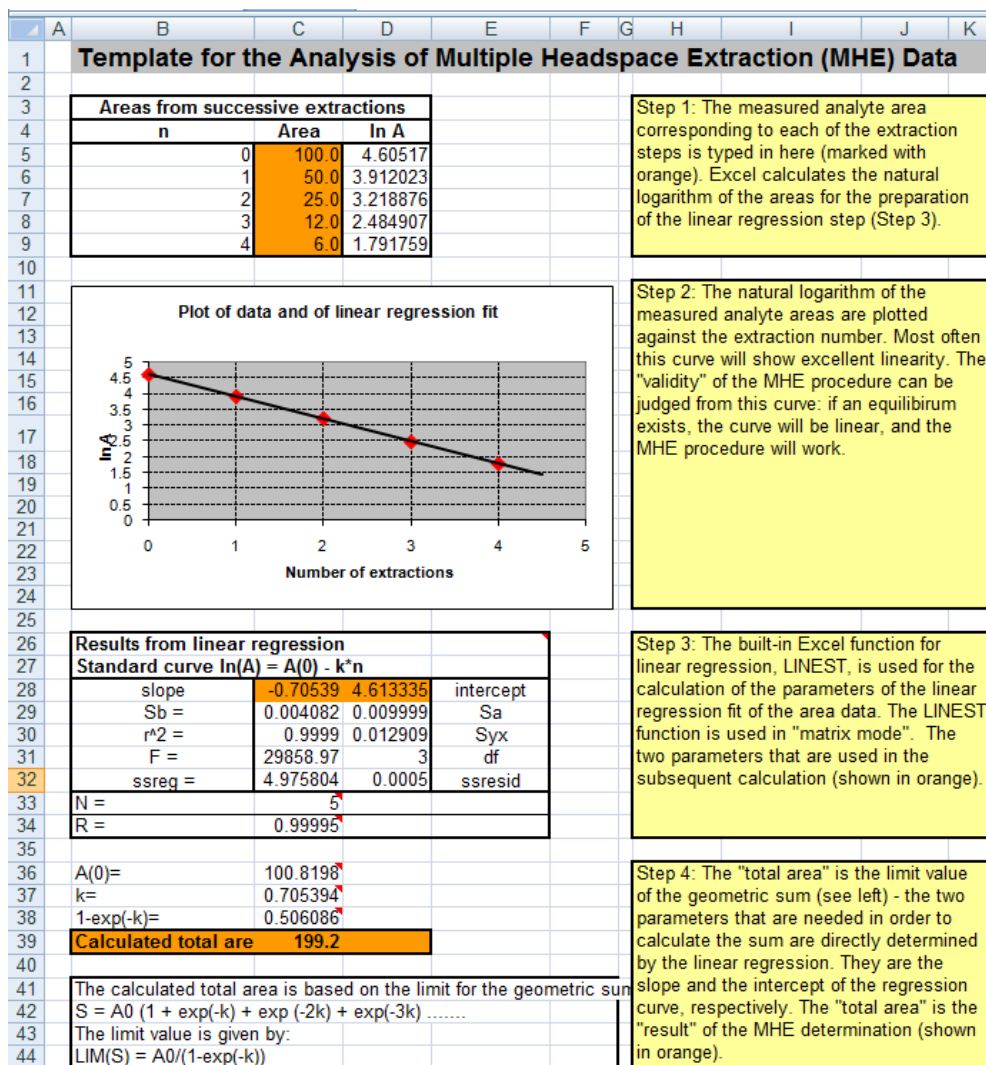 A B C D E F G H I J K
1 Template for the Analysis of Multiple Headspace Extraction (MHE) Data
2
3 Areas from successive extractions
4 n Area ln A
5 0 100.0 4.60517
6 1 50.0 3.912023
7 2 25.0 3.218876
8 3 12.0 2.484907
9 4 6.0 1.791759
Step 1: The measured analyte area
corresponding to each of the extraction
steps is typed in here (marked with
orange). Excel calculates the natural
logarithm of the areas for the preparation
of the linear regression step (Step 3).
10
11
12
13
14
15
16
17
18
19
20
21
22
23
24
25
Plot of data and of linear regression fit
5
4.5
4
3.5
3
2.5
2
1.5
1
0.5
0
ln A
0 1 2 3 4 5
Number of extractions
Step 2: The natural logarithm of the
measured analyte areas are plotted
against the extraction number. Most often
this curve will show excellent linearity. The
"validity" of the MHE procedure can be
judged from this curve: if an equilibirum
exists, the curve will be linear, and the
MHE procedure will work.
26 Results from linear regression
27 Standard curve ln(A) = A(0) - k*n
28 slope -0.70539 4.613335 intercept
29 Sb = 0.004082 0.009999 Sa
30 r^2 = 0.9999 0.012909 Syx
31 F = 29858.97 3 df
32 ssreg = 4.975804 0.0005 ssresid
33 N = 5
34 R = 0.99995
35
Step 3: The built-in Excel function for
linear regression, LINEST, is used for the
calculation of the parameters of the linear
regression fit of the area data. The LINEST
function is used in "matrix mode". The
two parameters that are used in the
subsequent calculation (shown in orange).
36 A(0)= 100.8198
37 k= 0.705394
38 1-exp(-k)= 0.506086
39 Calculated total are 199.2
40
41 The calculated total area is based on the limit for the geometric sum
42 S = A0 (1 + exp(-k) + exp (-2k) + exp(-3k) .......
43 The limit value is given by:
44 LIM(S) = A0/(1-exp(-k))
Step 4: The "total area" is the limit value
of the geometric sum (see left) - the two
parameters that are needed in order to
calculate the sum are directly determined
by the linear regression. They are the
slope and the intercept of the regression
curve, respectively. The "total area" is the
"result" of the MHE determination (shown
in orange).